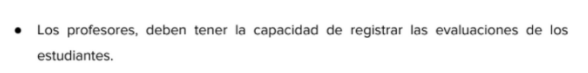 ● Los profesores, deben tener la capacidad de registrar las evaluaciones de los
estudiantes.